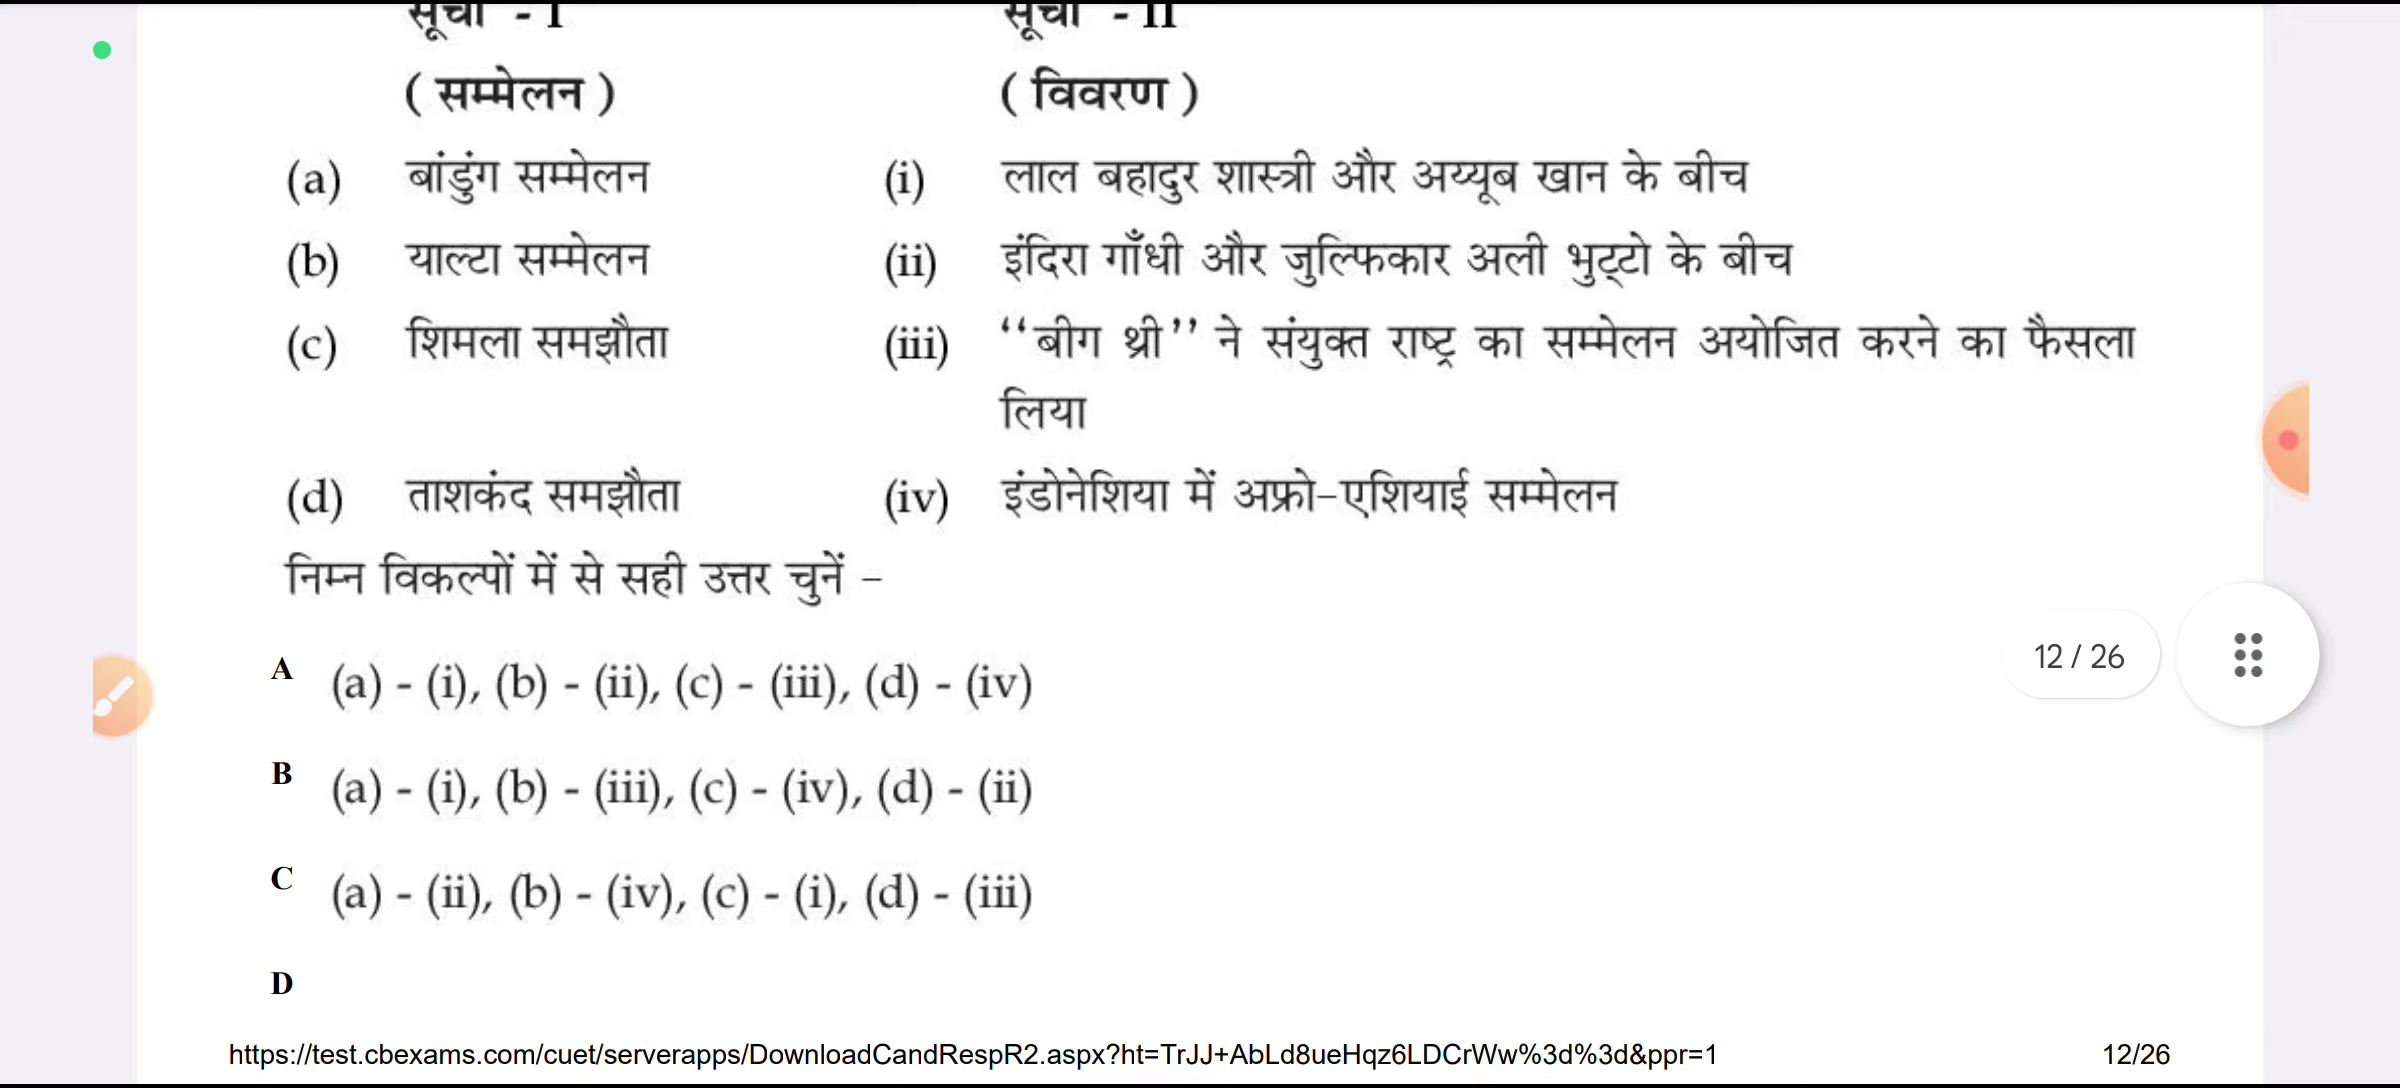 सूची - I सूची - II
( सम्मेलन ) ( विवरण )
(a) बांडुंग सम्मेलन (i) लाल बहादुर शास्त्री और अय्यूब खान के बीच
(b) याल्टा सम्मेलन (ii) इंदिरा गाँधी और जुल्फिकार अली भुट्टो के बीच
(c) शिमला समझौता (iii) “बीग थ्री” ने संयुक्त राष्ट्र का सम्मेलन अयोजित करने का फैसला
लिया
(d) ताशकंद समझौता (iv) इंडोनेशिया में अफ्रो-एशियाई सम्मेलन
निम्न विकल्पों में से सही उत्तर चुनें -
A (a) - (i), (b) - (ii), (c) - (iii), (d) - (iv)
12 / 26
B (a) - (i), (b) - (iii), (c) - (iv), (d) - (ii)
C (a) - (ii), (b) - (iv), (c) - (i), (d) - (iii)
D
https://test.cbexams.com/cuet/serverapps/DownloadCandRespR2.aspx?ht=TrJJ+AbLd8ueHqz6LDCrWw%3d%3d&ppr=1 12/26